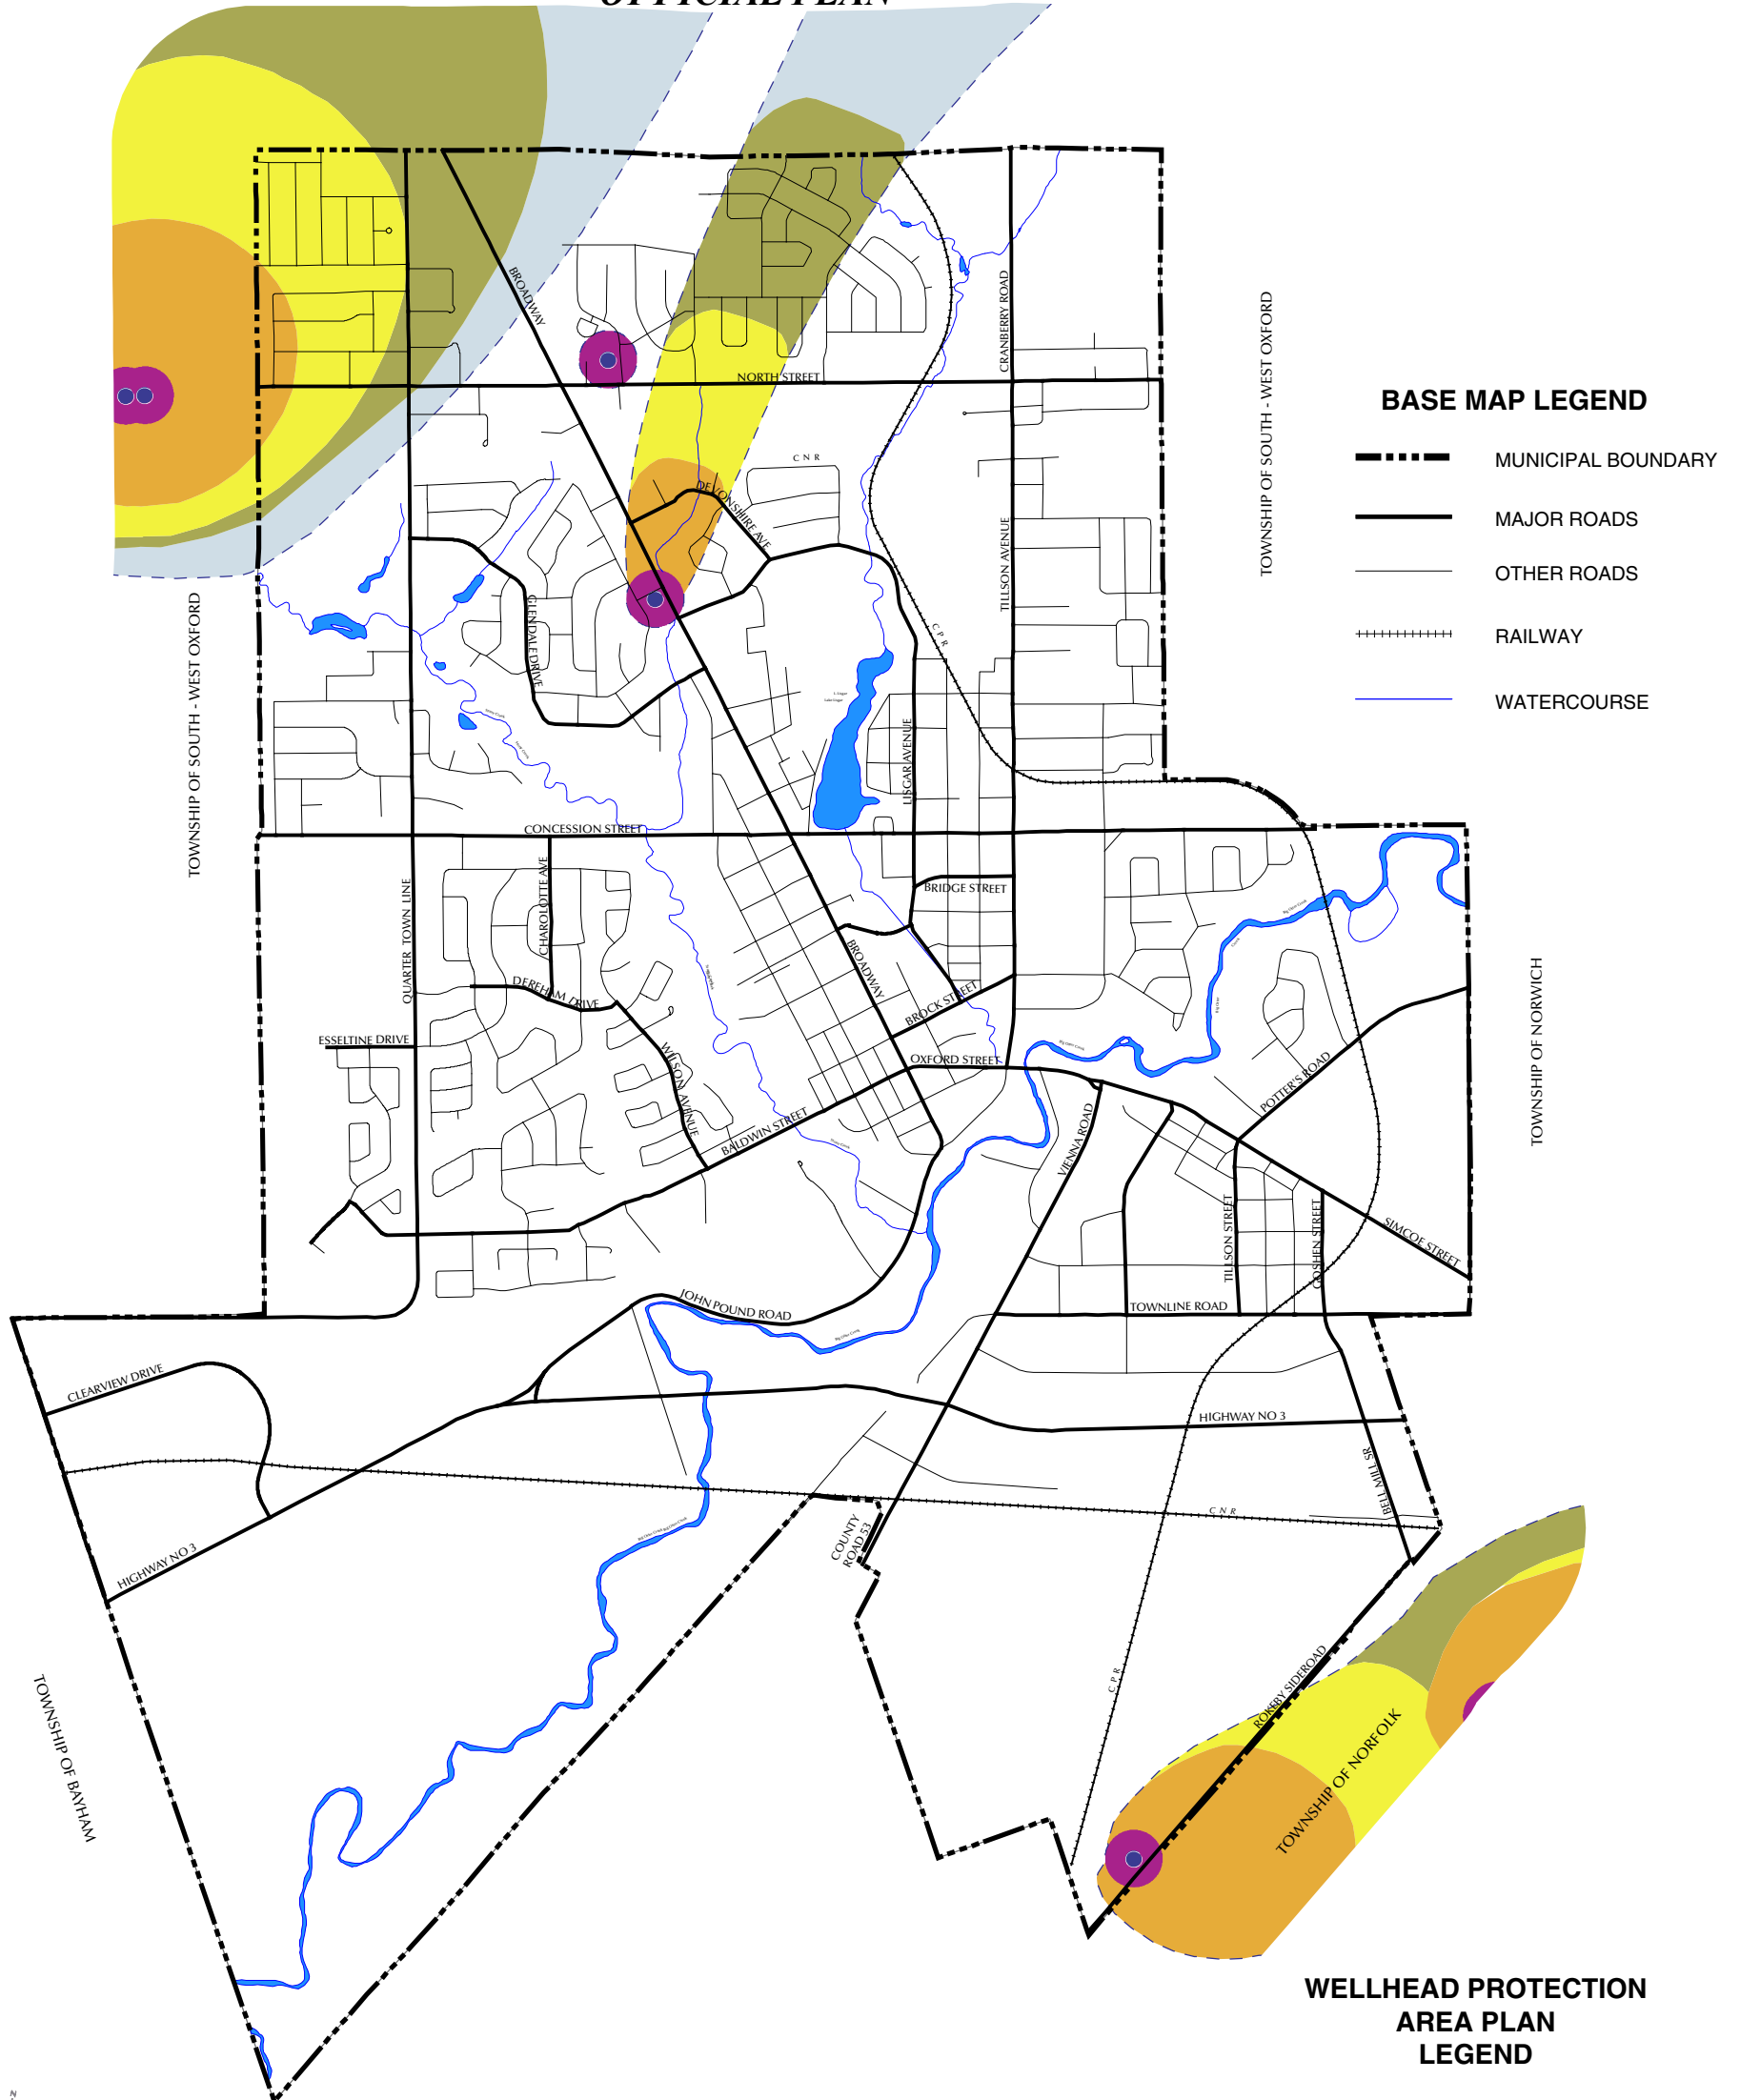 OFFICIAL PLAN
BROADWAY
CRANBERRY ROAD
TOWNSHIP OF SOUTH - WEST OXFORD
NORTH STREET
BASE MAP LEGEND
MUNICIPAL BOUNDARY
MAJOR ROADS
OTHER ROADS
RAILWAY
WATERCOURSE
C N R
DEVONSHIRE AVE
TILLSON AVENUE
GLENDALE DRIVE
C P R
TOWNSHIP OF SOUTH - WEST OXFORD
LISGAR AVENUE
CONCESSION STREET
CHAROLOTTE AVE
QUARTER TOWN LINE
BRIDGE STREET
BROADWAY
DEREHAM DRIVE
BROCK STREET
TOWNSHIP OF NORWICH
ESSELTINE DRIVE
WILSON AVENUE
OXFORD STREET
BALDWIN STREET
POTTER'S ROAD
VIENNA ROAD
TILLSON STREET
GOSHEN STREET
SIMCOE STREET
JOHN POUND ROAD
TOWNLINE ROAD
CLEARVIEW DRIVE
HIGHWAY NO 3
BELL MILL SR
C N R
COUNTY
ROAD 53
HIGHWAY NO 3
C P R
ROKEBY SIDEROAD
TOWNSHIP OF NORFOLK
TOWNSHIP OF BAYHAM
WELLHEAD PROTECTION
AREA PLAN
LEGEND
N